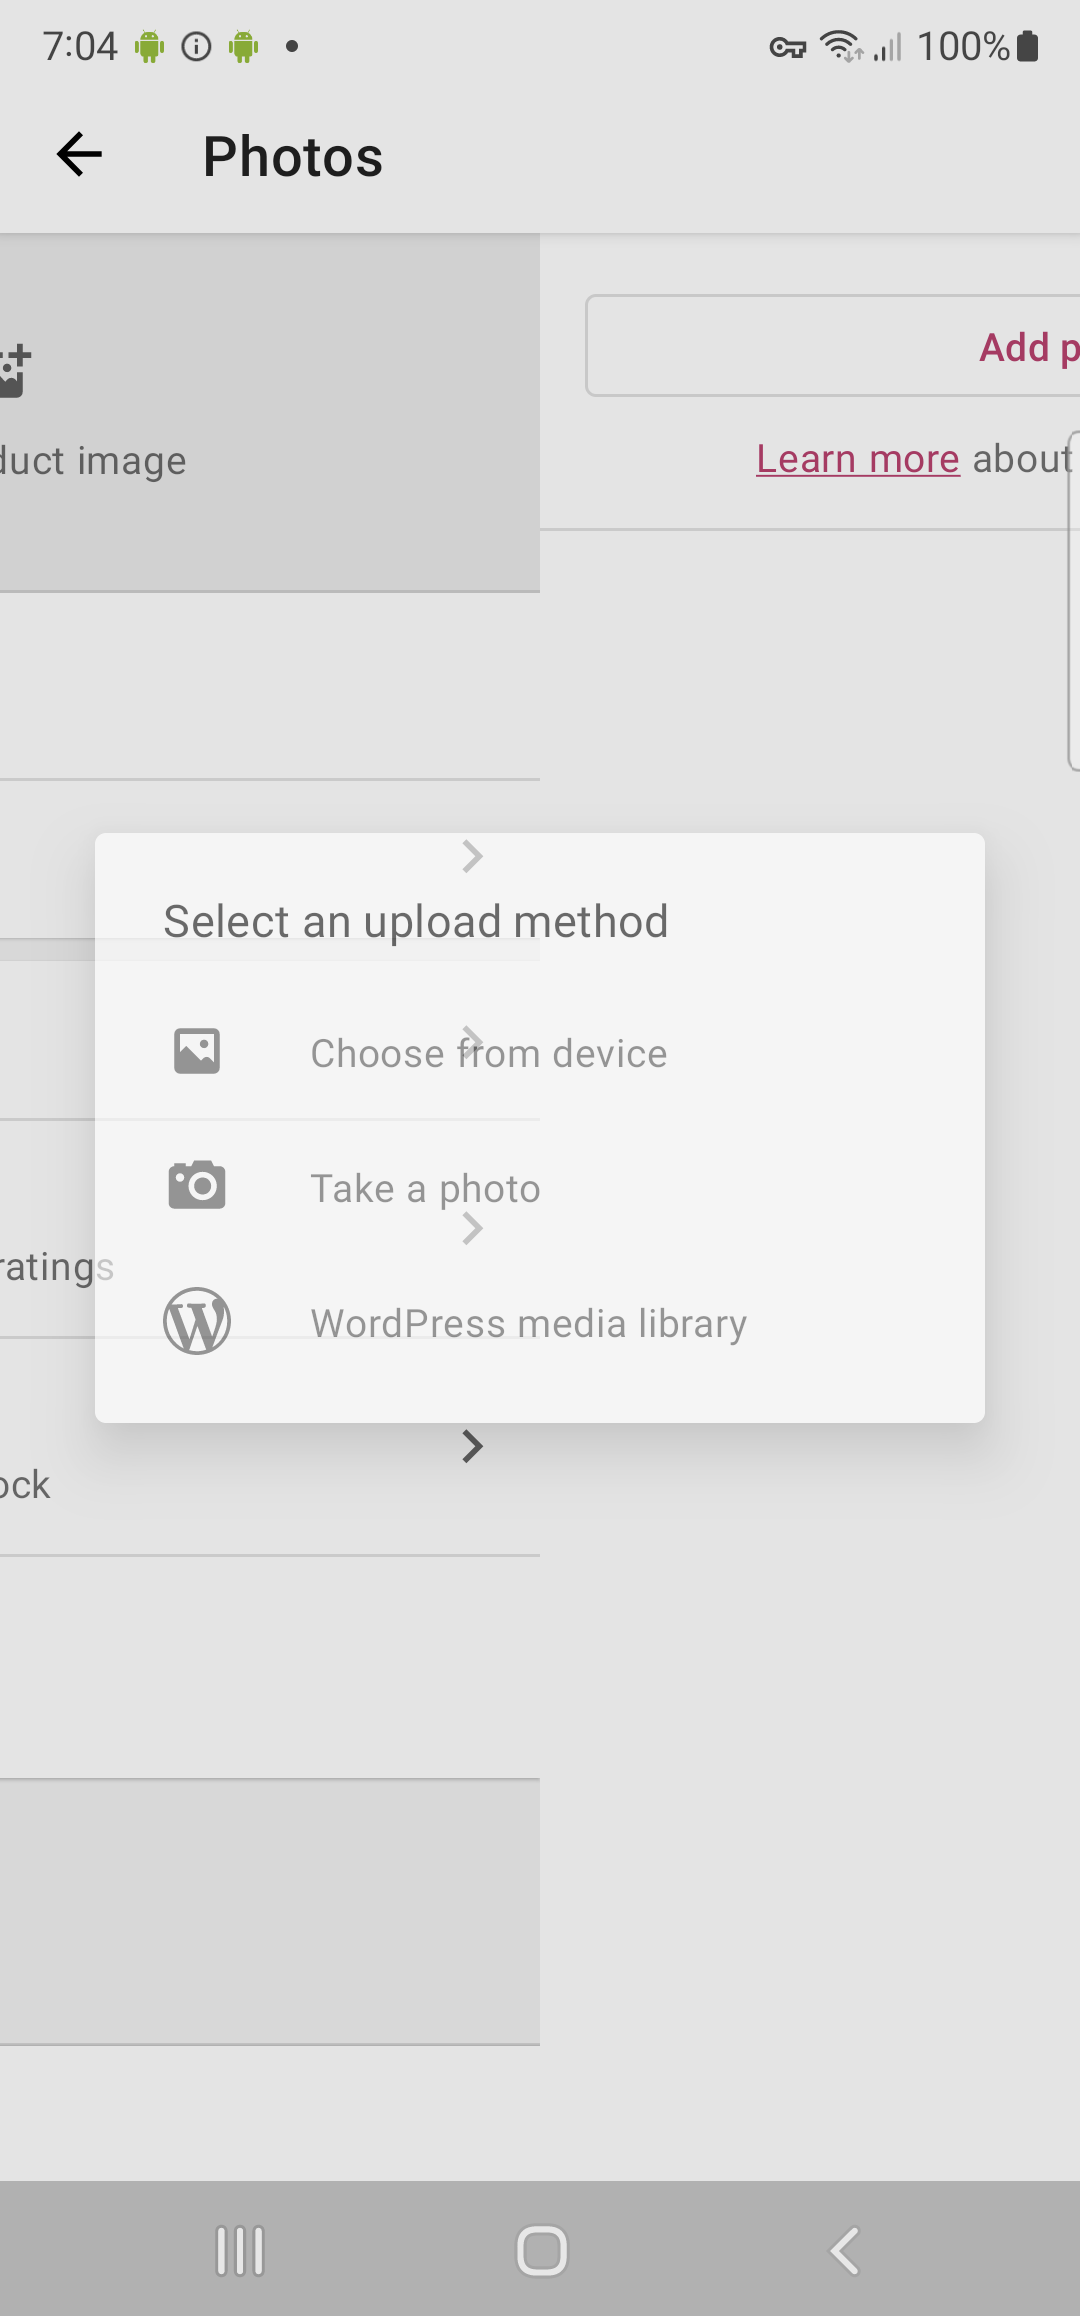 7:04 100%
Photos
Add
duct image
Learn more about
Select an upload method
Choose from device
Take a photo
ratings
WordPress media library
ock